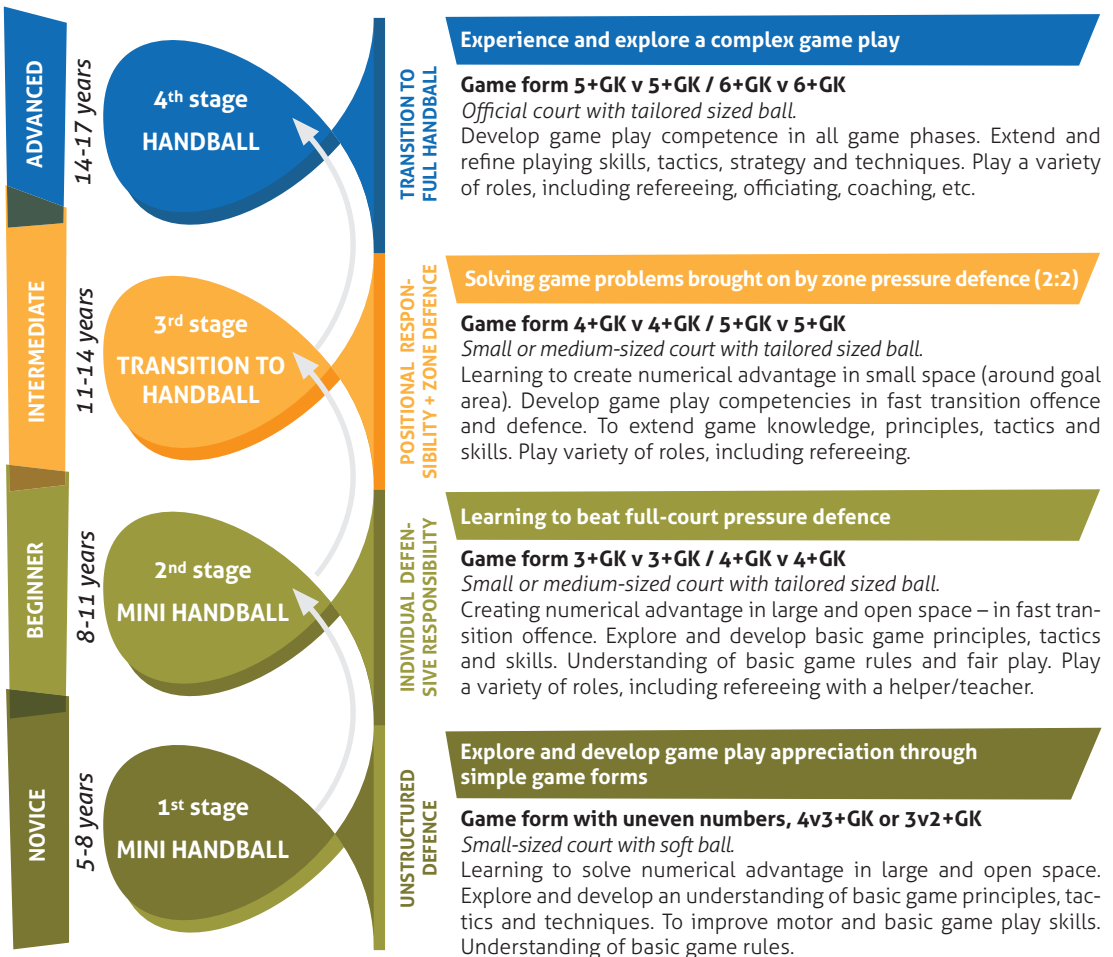 ADVANCED
14-17 years
4th stage
HANDBALL
TRANSITION TO
FULL HANDBALL
Experience and explore a complex game play
Game form 5+GK v 5+GK / 6+GK v 6+GK
Official court with tailored sized ball.
Develop game play competence in all game phases. Extend and
refine playing skills, tactics, strategy and techniques. Play a variety
of roles, including refereeing, officiating, coaching, etc.
INTERMEDIATE
11-14 years
3rd stage
TRANSITION TO
HANDBALL
POSITIONAL RESPON-
SIBILITY + ZONE DEFENCE
Solving game problems brought on by zone pressure defence (2:2)
Game form 4+GK v 4+GK / 5+GK v 5+GK
Small or medium-sized court with tailored sized ball.
Learning to create numerical advantage in small space (around goal
area). Develop game play competencies in fast transition offence
and defence. To extend game knowledge, principles, tactics and
skills. Play variety of roles, including refereeing.
BEGINNER
8-11 years
2nd stage
MINI HANDBALL
INDIVIDUAL DEFEN-
SIVE RESPONSIBILITY
Learning to beat full-court pressure defence
Game form 3+GK v 3+GK / 4+GK v 4+GK
Small or medium-sized court with tailored sized ball.
Creating numerical advantage in large and open space – in fast tran-
sition offence. Explore and develop basic game principles, tactics
and skills. Understanding of basic game rules and fair play. Play
a variety of roles, including refereeing with a helper/teacher.
NOVICE
5-8 years
1st stage
MINI HANDBALL
UNSTRUCTURED
DEFENCE
Explore and develop game play appreciation through
simple game forms
Game form with uneven numbers, 4v3+GK or 3v2+GK
Small-sized court with soft ball.
Learning to solve numerical advantage in large and open space.
Explore and develop an understanding of basic game principles, tac-
tics and techniques. To improve motor and basic game play skills.
Understanding of basic game rules.